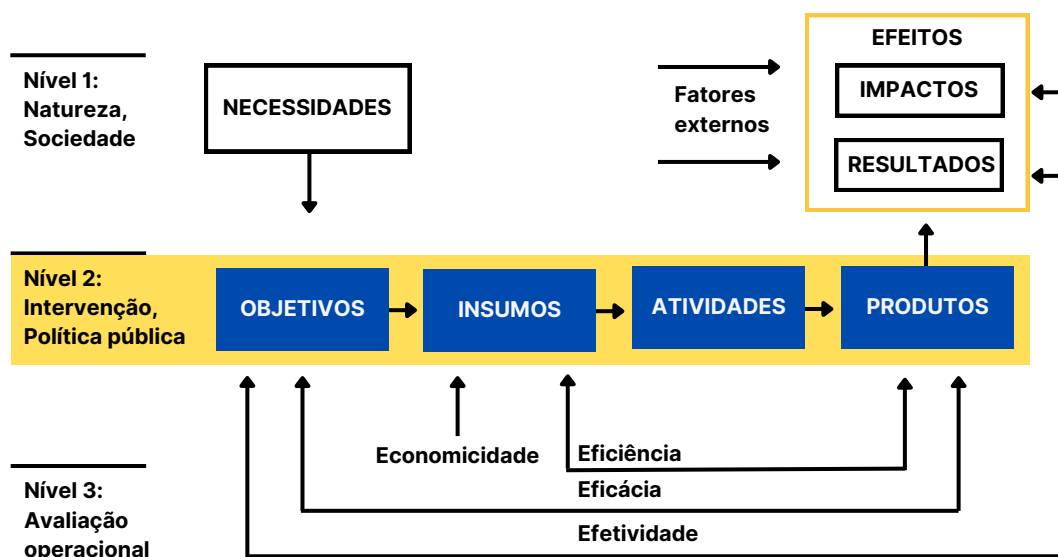 Nível 1:
Natureza,
Sociedade
NECESSIDADES
Fatores
externos
EFEITOS
IMPACTOS
RESULTADOS
Nível 2:
Intervenção,
Política pública
OBJETIVOS
INSUMOS
ATIVIDADES
PRODUTOS
Economicidade
Eficiência
Eficácia
Efetividade
Nível 3:
Avaliação
operacional